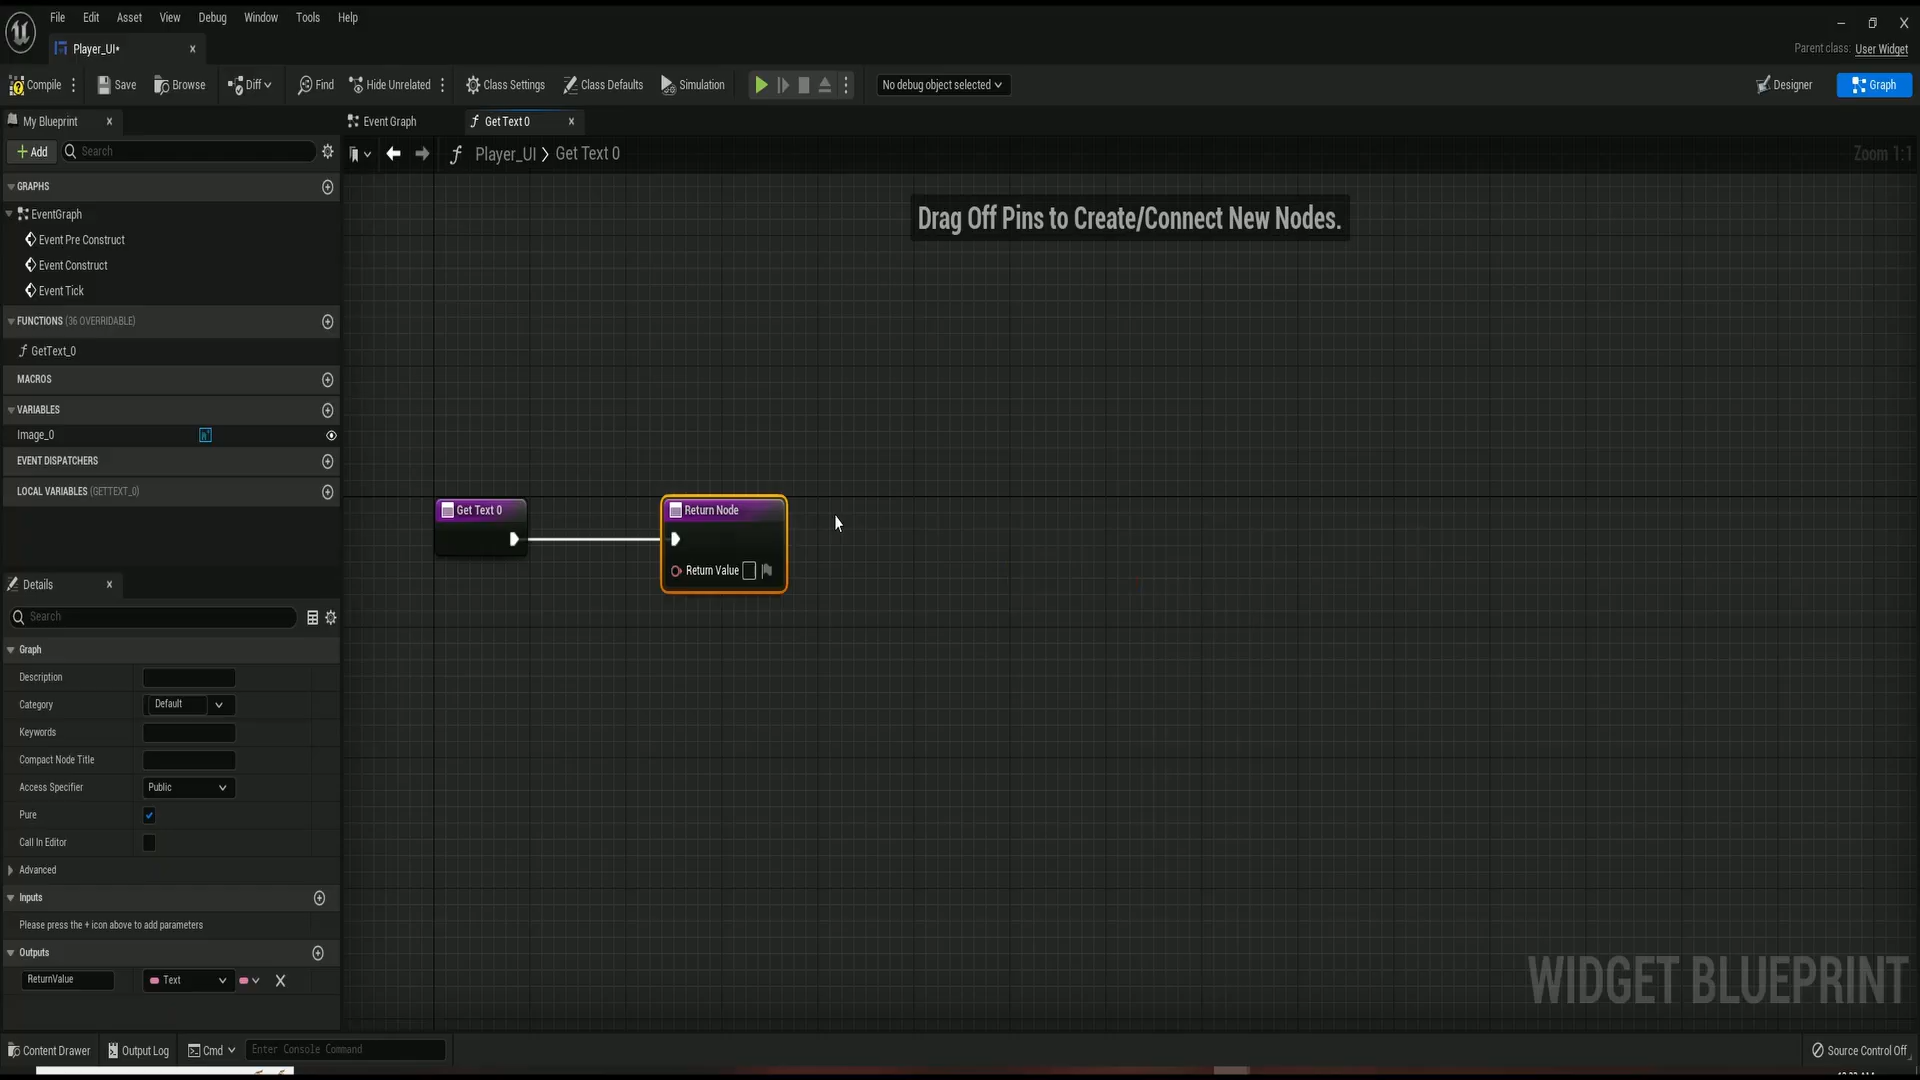 File Edit Asset View Debug Window Tools Help
Player_UI*
Parent class: User Widget
Compile Save Browse Diff Find Hide Unrelated Class Settings Class Defaults Simulation No debug object selected Designer Graph
My Blueprint
Event Graph
Get Text 0
Add
Search
Player_UI > Get Text 0
Zoom 1:1
GRAPHS
Drag Off Pins to Create/Connect New Nodes.
EventGraph
Event Pre Construct
Event Construct
Event Tick
FUNCTIONS (36 OVERRIDABLE)
GetText_0
MACROS
VARIABLES
Image_0
EVENT DISPATCHERS
LOCAL VARIABLES (GETTEXT_0)
Get Text 0
Return Node
Return Value
Details
Search
Graph
Description
Category Default
Keywords
Compact Node Title
Access Specifier Public
Pure
Call In Editor
Advanced
Inputs
Please press the + icon above to add parameters
Outputs
ReturnValue Text
WIDGET BLUEPRINT
Content Drawer Output Log Cmd Enter Console Command Source Control Off